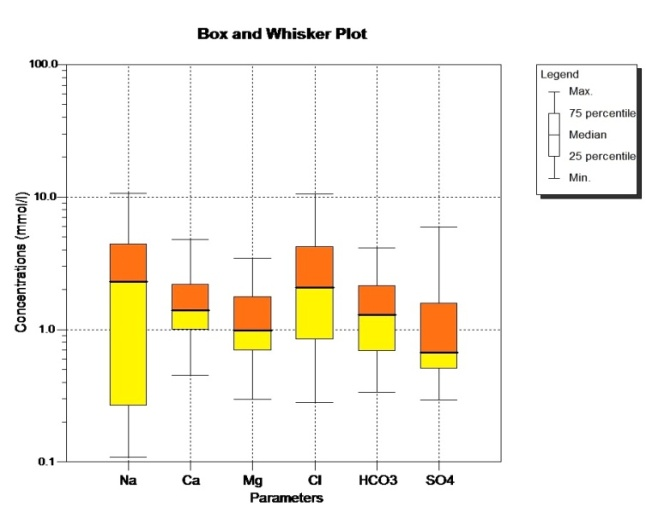 Box and Whisker Plot
100.0
10.0
1.0
0.1
Concentrations (mmol/l)
Na Ca Mg Cl HCO3 SO4
Parameters
Legend
Max.
75 percentile
Median
25 percentile
Min.